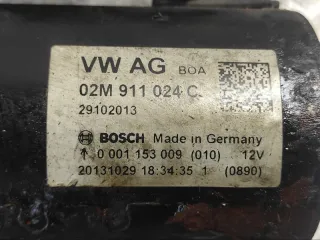 VW AG BOA
02M 911 024 C
29102013
BOSCH Made in Germany
↑ 0 001 153 009 (010) 12V
20131029 18:34:35 1 (0890)